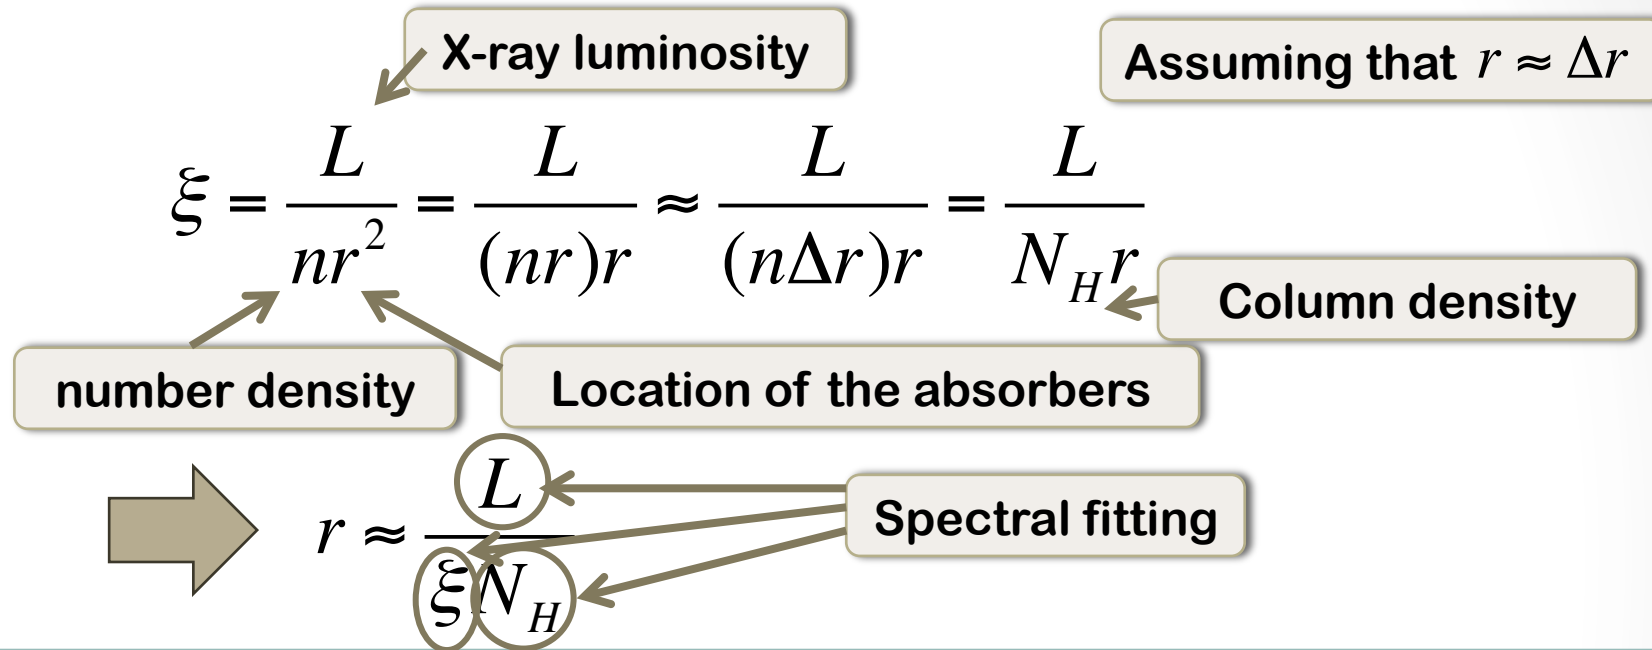 X-ray luminosity
Assuming that r ≈ Δr
ξ = L/(nr²) = L/((nr)r) ≈ L/((nΔr)r) = L/(N_H r)
Column density
number density
Location of the absorbers
r ≈ L/(ξN_H)
Spectral fitting